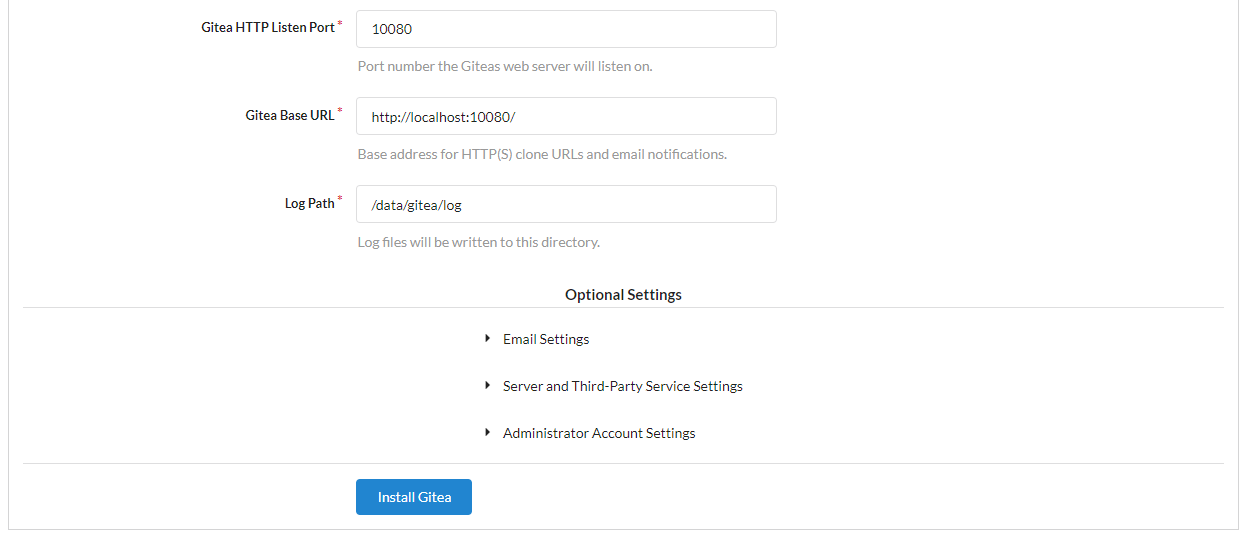 Gitea HTTP Listen Port*
10080
Port number the Giteas web server will listen on.
Gitea Base URL*
http://localhost:10080/
Base address for HTTP(S) clone URLs and email notifications.
Log Path*
/data/gitea/log
Log files will be written to this directory.
Optional Settings
Email Settings
Server and Third-Party Service Settings
Administrator Account Settings
Install Gitea